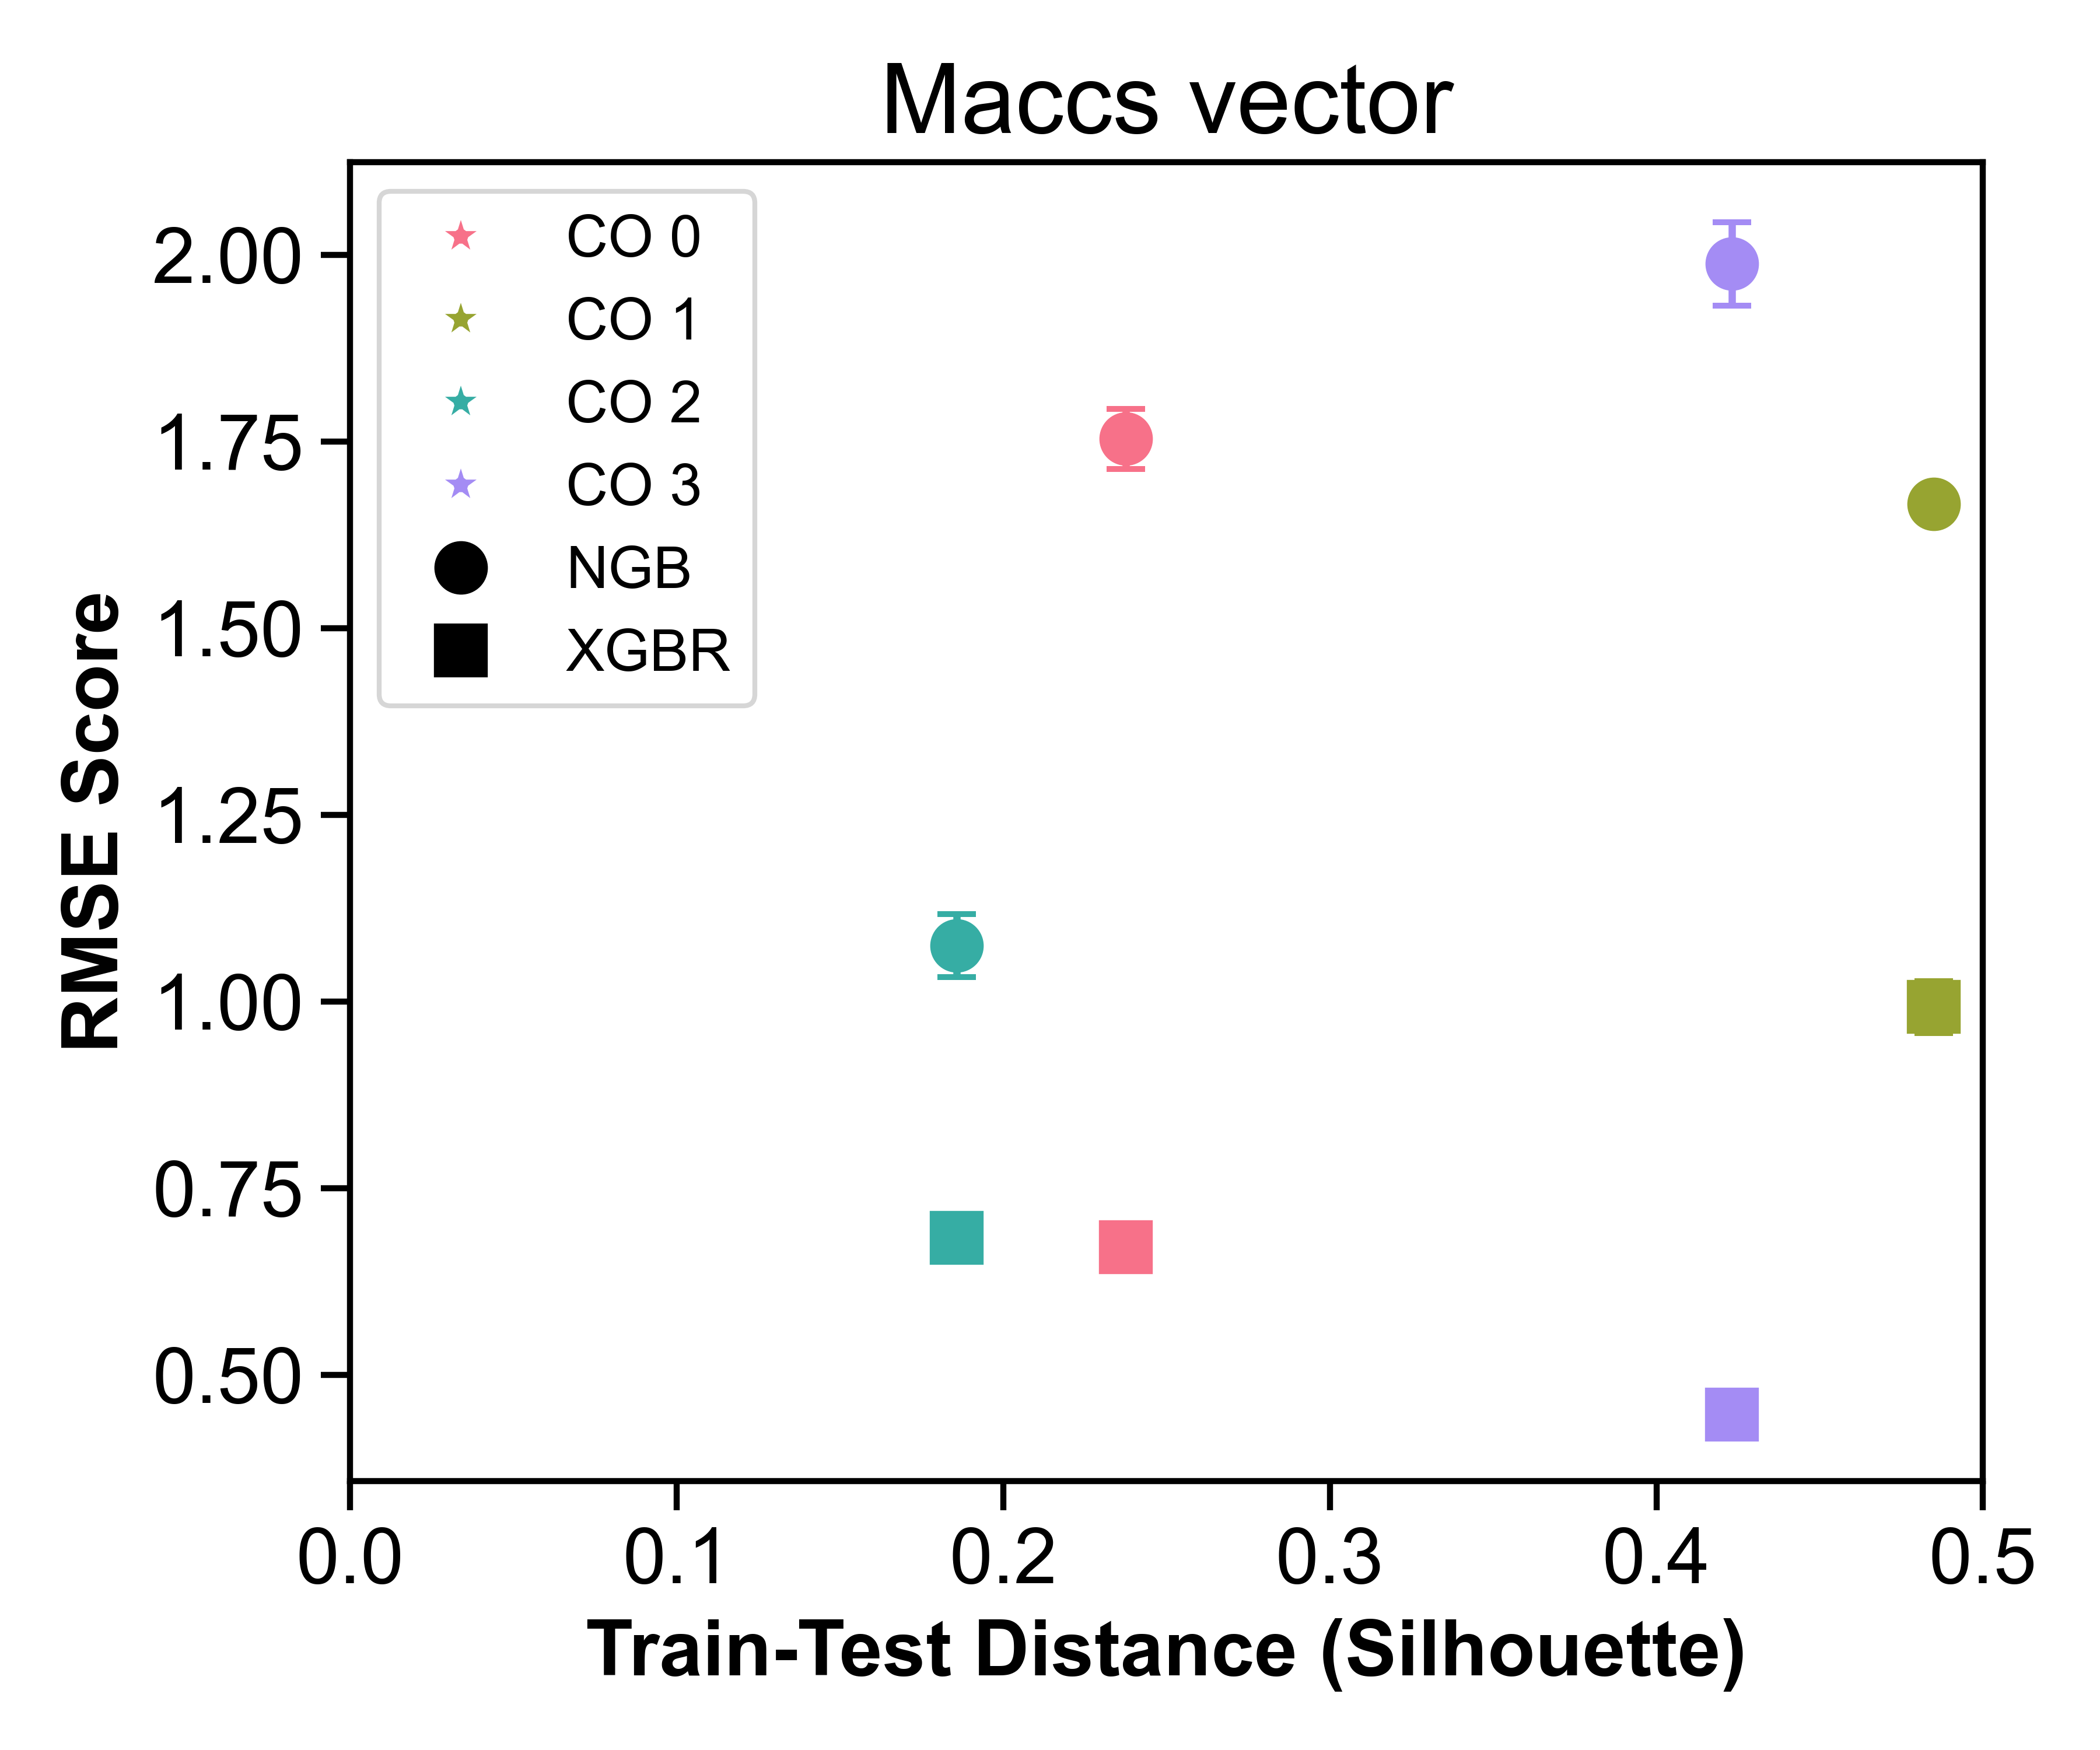 Maccs vector
CO 0
CO 1
CO 2
CO 3
NGB
XGBR
RMSE Score
2.00
1.75
1.50
1.25
1.00
0.75
0.50
0.0 0.1 0.2 0.3 0.4 0.5
Train-Test Distance (Silhouette)